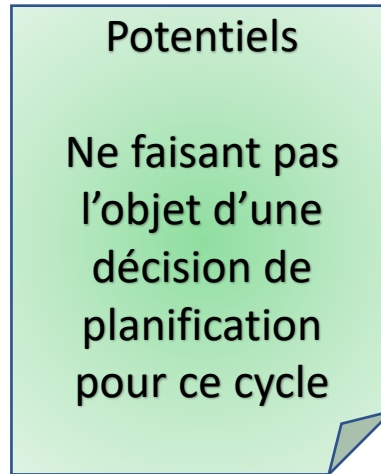 Potentiels
Ne faisant pas
l’objet d’une
décision de
planification
pour ce cycle